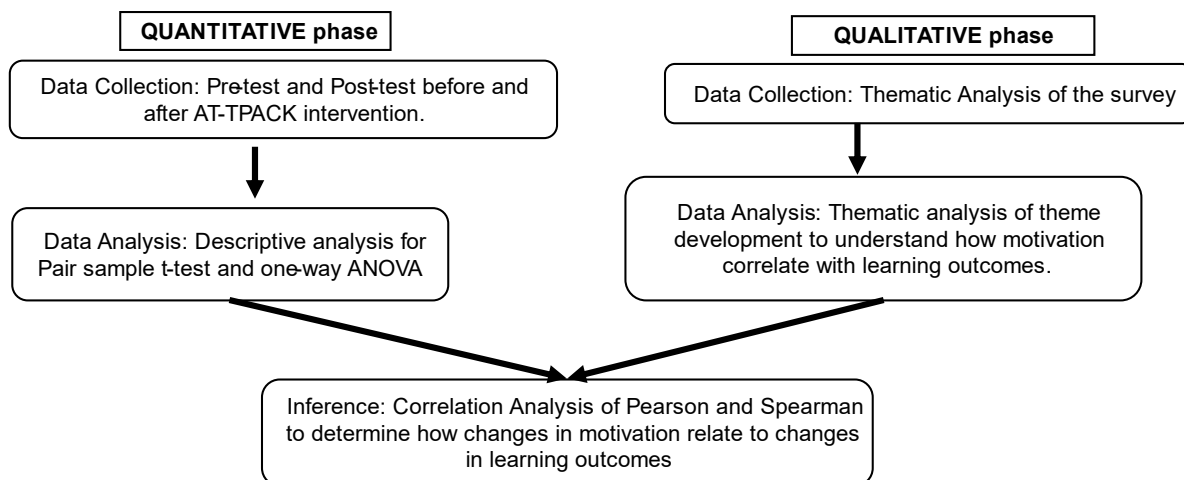 QUANTITATIVE phase
Data Collection: Pre-test and Post-test before and
after AT-TPACK intervention.
Data Analysis: Descriptive analysis for
Pair sample t-test and one-way ANOVA
QUALITATIVE phase
Data Collection: Thematic Analysis of the survey
Data Analysis: Thematic analysis of theme
development to understand how motivation
correlate with learning outcomes.
Inference: Correlation Analysis of Pearson and Spearman
to determine how changes in motivation relate to changes
in learning outcomes